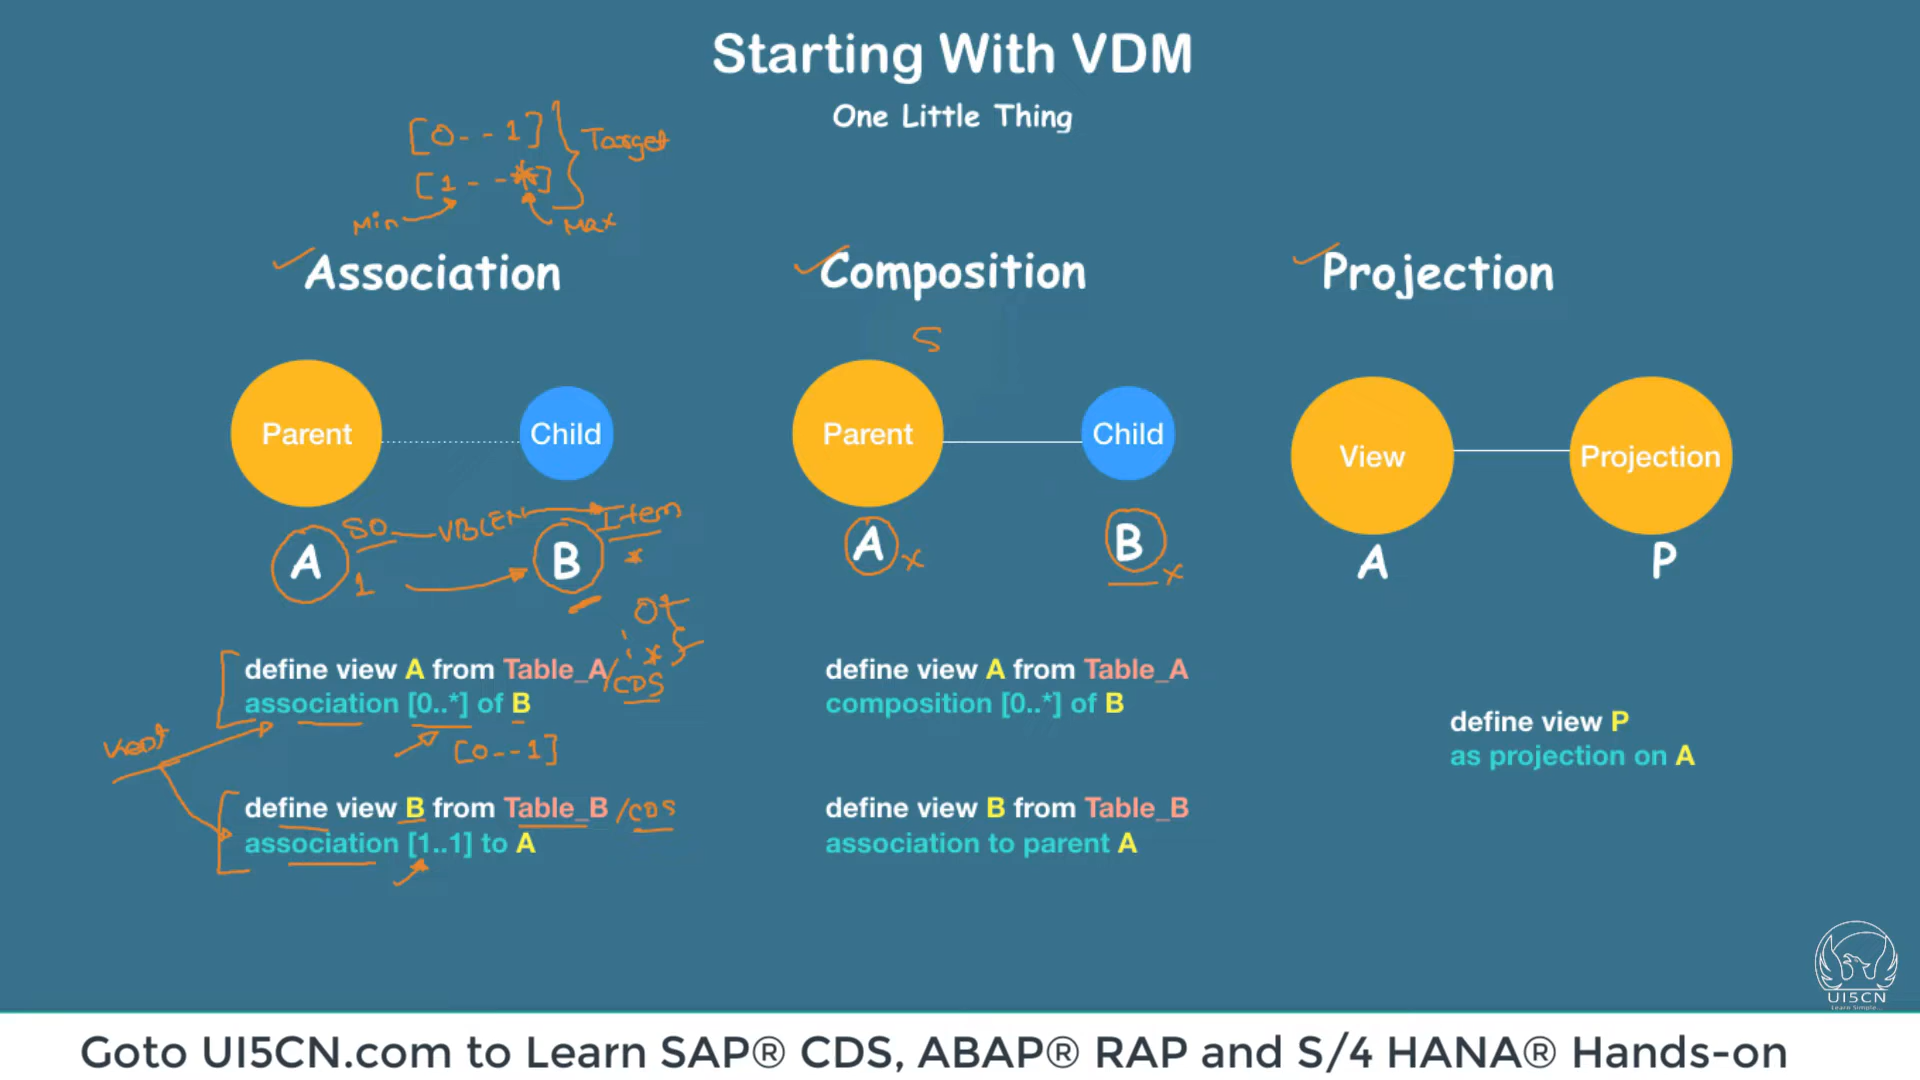 Starting With VDM
One Little Thing
[0--1]
Target
[1--*]
Min
Max
Association
Composition
Projection
S
Parent
Child
Parent
Child
View
Projection
SO
Item
A
1
B
*
A
x
B
x
A
P
*
define view A from Table_A
/CDS
association [0..*] of B
[0--1]
define view B from Table_B
/CDS
association [1..1] to A
define view A from Table_A
composition [0..*] of B
define view B from Table_B
association to parent A
define view P
as projection on A
UI5CN
Learn Simple...
Goto UI5CN.com to Learn SAP® CDS, ABAP® RAP and S/4 HANA® Hands-on